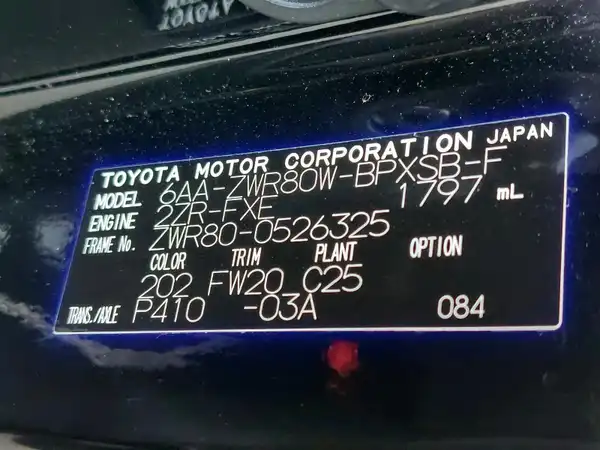 TOYOTA MOTOR CORPORATION JAPAN
MODEL 6AA-ZWR80W-BPXSB-F
ENGINE 2ZR-FXE 1797 mL
FRAME No. ZWR80-0526325
COLOR TRIM PLANT OPTION
202 FW20 C25
TRANS./AXLE P410 -03A 084